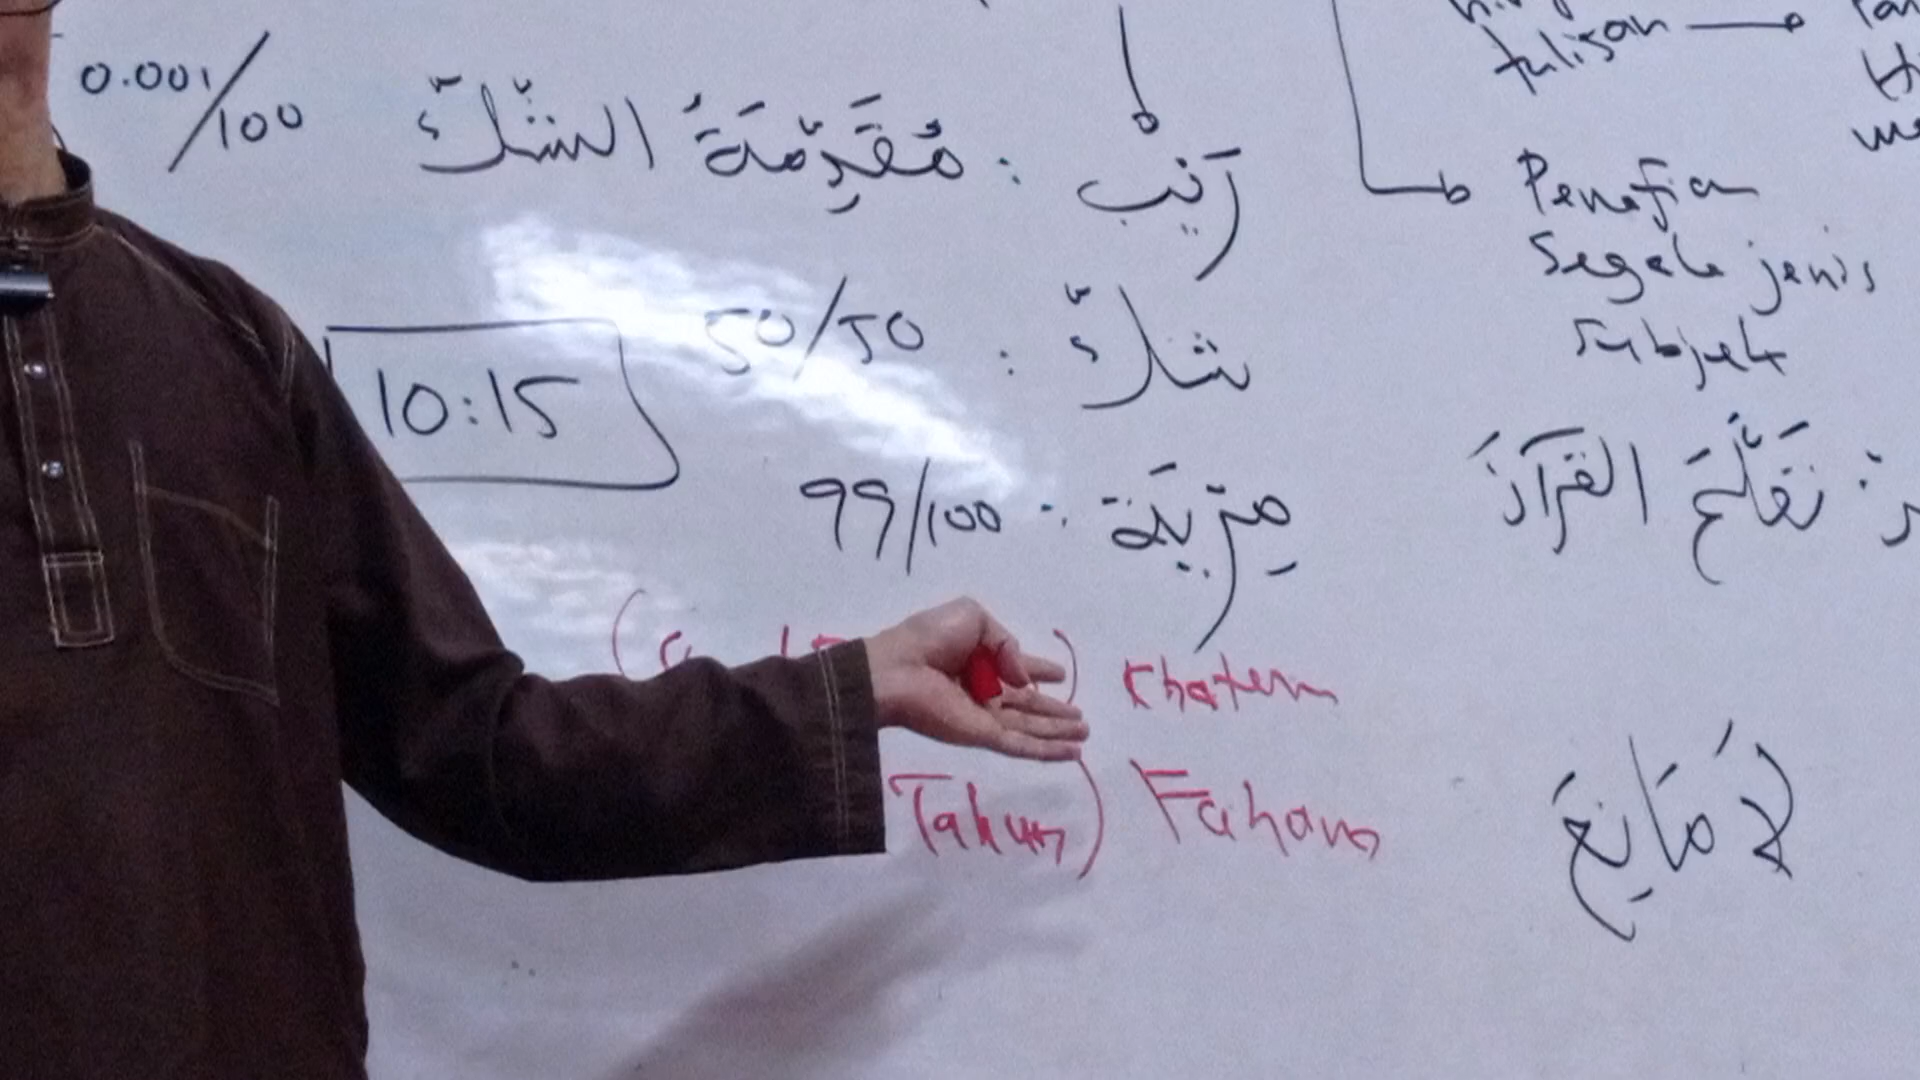 0.001/100
رَيْبٌ : مُقَدِّمَةُ الشَّكِّ
شكٌّ : 50/50
10:15
مِرْيَة : 99/100
Khatam
Tahun) Faham
tulisan
Penafian
Segala jenis
Subjek
تَعَلَّمَ القُرْآنَ
لَا مَانِعَ